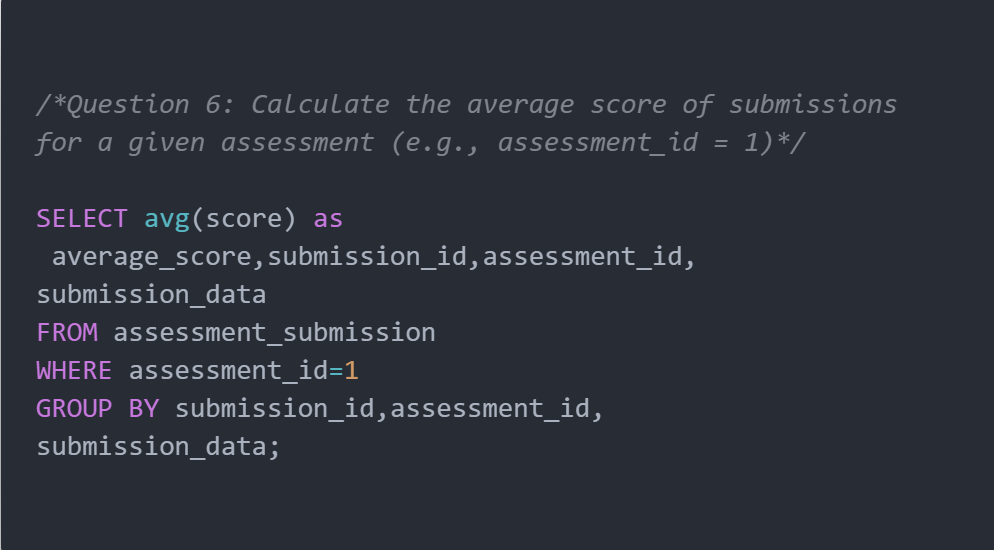 /*Question 6: Calculate the average score of submissions
for a given assessment (e.g., assessment_id = 1)*/
SELECT avg(score) as
average_score,submission_id,assessment_id,
submission_data
FROM assessment_submission
WHERE assessment_id=1
GROUP BY submission_id,assessment_id,
submission_data;